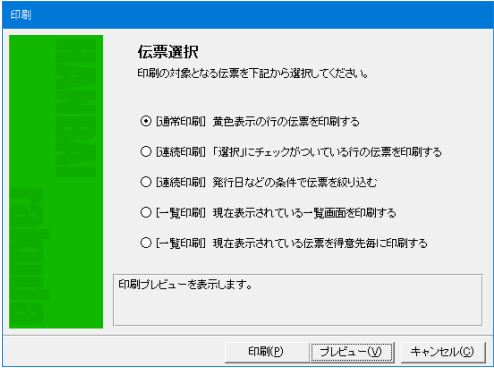 印刷
伝票選択
印刷の対象となる伝票を下記から選択してください。
[通常印刷] 黄色表示の行の伝票を印刷する
[連続印刷] 「選択」にチェックがついている行の伝票を印刷する
[連続印刷] 発行日などの条件で伝票を絞り込む
[一覧印刷] 現在表示されている一覧画面を印刷する
[一覧印刷] 現在表示されている伝票を得意先毎に印刷する
HANBAI
rakuda
印刷プレビューを表示します。
印刷(P) プレビュー(V) キャンセル(C)